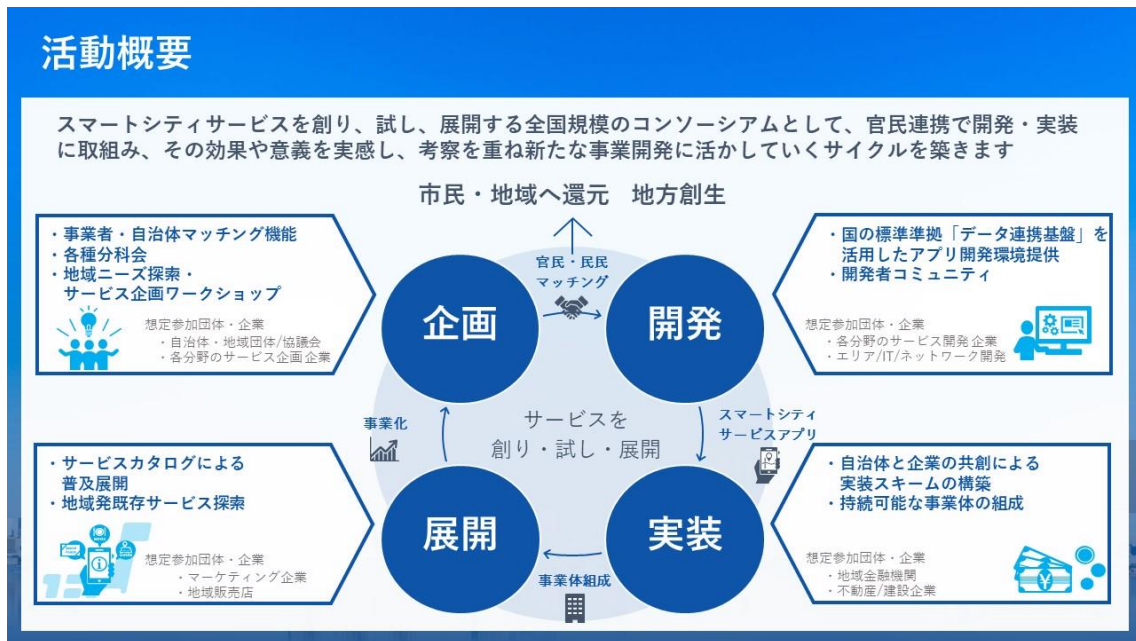 活動概要
スマートシティサービスを創り、試し、展開する全国規模のコンソーシアムとして、官民連携で開発・実装
に取組み、その効果や意義を実感し、考察を重ね新たな事業開発に活かしていくサイクルを築きます
市民・地域へ還元 地方創生
・事業者・自治体マッチング機能
・各種分科会
・地域ニーズ探索・
サービス企画ワークショップ
想定参加団体・企業
・自治体・地域団体/協議会
・各分野のサービス企画企業
企画
官民・民民
マッチング
開発
・国の標準準拠「データ連携基盤」を
活用したアプリ開発環境提供
・開発者コミュニティ
想定参加団体・企業
・各分野のサービス開発企業
・エリア/IT/ネットワーク開発
事業化
サービスを
創り・試し・展開
スマートシティ
サービスアプリ
・サービスカタログによる
普及展開
・地域発既存サービス探索
想定参加団体・企業
・マーケティング企業
・地域販売店
展開
事業体組成
実装
・自治体と企業の共創による
実装スキームの構築
・持続可能な事業体の組成
想定参加団体・企業
・地域金融機関
・不動産/建設企業
¥